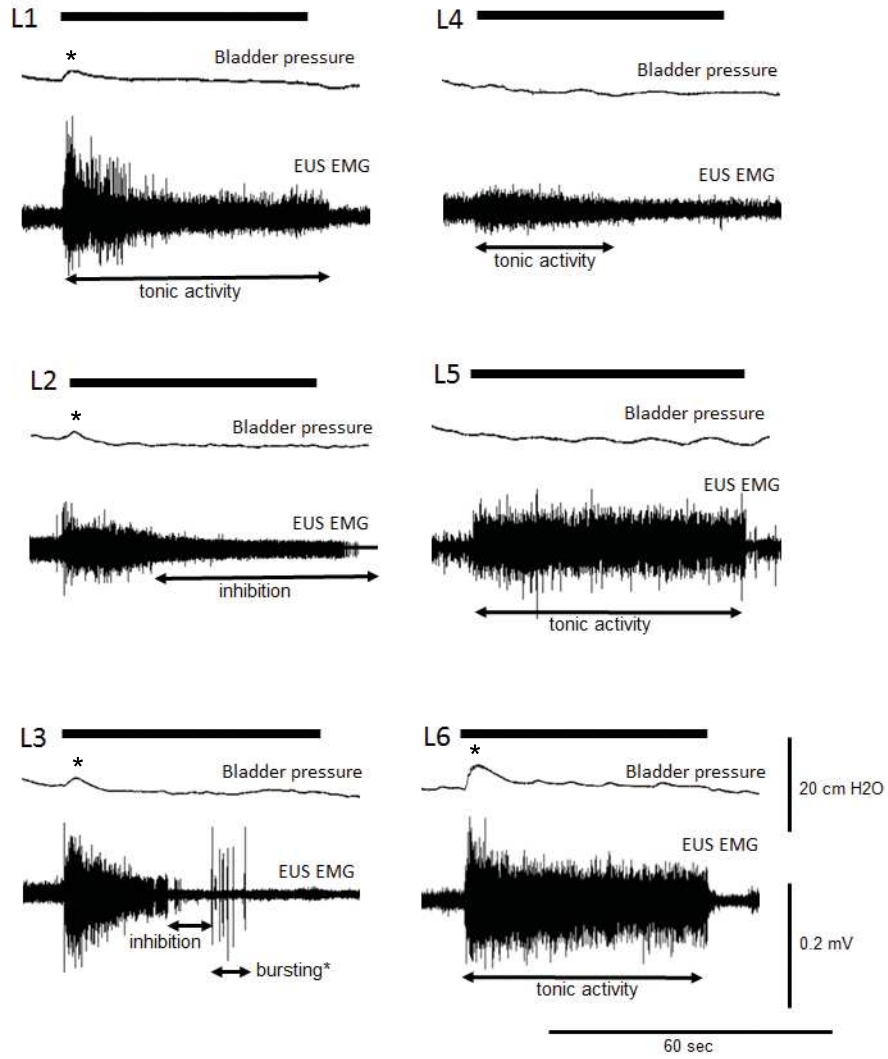 L1
*
Bladder pressure
EUS EMG
tonic activity
L4
Bladder pressure
EUS EMG
tonic activity
L2
*
Bladder pressure
EUS EMG
inhibition
L5
Bladder pressure
EUS EMG
tonic activity
L3
*
Bladder pressure
EUS EMG
inhibition
bursting*
L6
*
Bladder pressure
EUS EMG
tonic activity
20 cm H2O
0.2 mV
60 sec